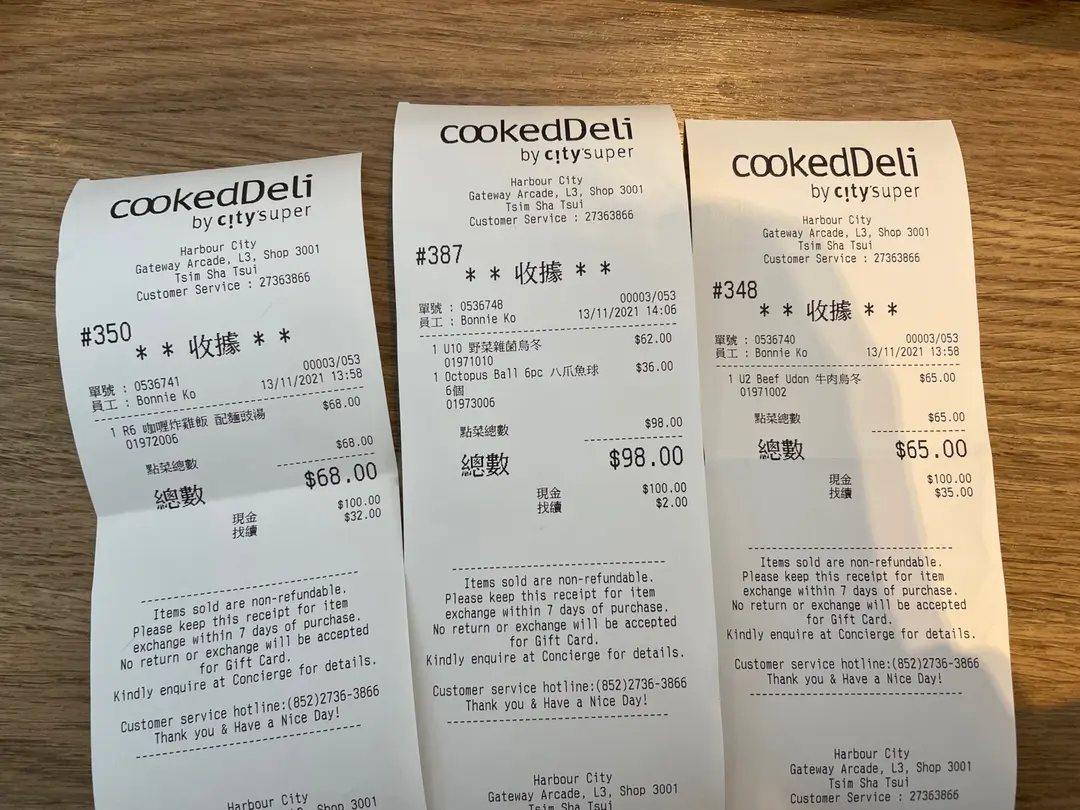 cookedDeli
by c!ty'super
Harbour City
Gateway Arcade, L3, Shop 3001
Tsim Sha Tsui
Customer Service : 27363866
#350
* * 收據 * *
單號 : 0536741 00003/053
員工 : Bonnie Ko 13/11/2021 13:58
1 R6 咖喱炸雞飯 配麵豉湯 $68.00
01972006
點菜總數 $68.00
總數 $68.00
現金 $100.00
找續 $32.00
Items sold are non-refundable.
Please keep this receipt for item
exchange within 7 days of purchase.
No return or exchange will be accepted
for Gift Card.
Kindly enquire at Concierge for details.
Customer service hotline:(852)2736-3866
Thank you & Have a Nice Day!
Harbour City
Gateway Arcade, L3, Shop 3001
cookedDeli
by c!ty'super
Harbour City
Gateway Arcade, L3, Shop 3001
Tsim Sha Tsui
Customer Service : 27363866
#387
* * 收據 * *
單號 : 0536748 00003/053
員工 : Bonnie Ko 13/11/2021 14:06
1 U10 野菜雜菌烏冬 $62.00
01971010
1 Octopus Ball 6pc 八爪魚球 $36.00
6個
01973006
點菜總數 $98.00
總數 $98.00
現金 $100.00
找續 $2.00
Items sold are non-refundable.
Please keep this receipt for item
exchange within 7 days of purchase.
No return or exchange will be accepted
for Gift Card.
Kindly enquire at Concierge for details.
Customer service hotline:(852)2736-3866
Thank you & Have a Nice Day!
Harbour City
Gateway Arcade, L3, Shop 3001
Tsim Sha Tsui
cookedDeli
by c!ty'super
Harbour City
Gateway Arcade, L3, Shop 3001
Tsim Sha Tsui
Customer Service : 27363866
#348
* * 收據 * *
單號 : 0536740 00003/053
員工 : Bonnie Ko 13/11/2021 13:58
1 U2 Beef Udon 牛肉烏冬 $65.00
01971002
點菜總數 $65.00
總數 $65.00
現金 $100.00
找續 $35.00
Items sold are non-refundable.
Please keep this receipt for item
exchange within 7 days of purchase.
No return or exchange will be accepted
for Gift Card.
Kindly enquire at Concierge for details.
Customer service hotline:(852)2736-3866
Thank you & Have a Nice Day!
Harbour City
Gateway Arcade, L3, Shop 3001
Tsim Sha Tsui
Customer Service : 27363866